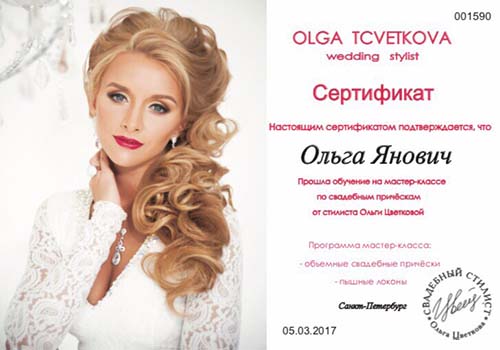 001590
OLGA TCVETKOVA
wedding stylist
Сертификат
Настоящим сертификатом подтверждается, что
Ольга Янович
Прошла обучение на мастер-классе
по свадебным причёскам
от стилиста Ольги Цветковой
Программа мастер-класса:
- объемные свадебные причёски
- пышные локоны
Санкт-Петербург
СВАДЕБНЫЙ СТИЛИСТ
Ольга Цветкова
05.03.2017